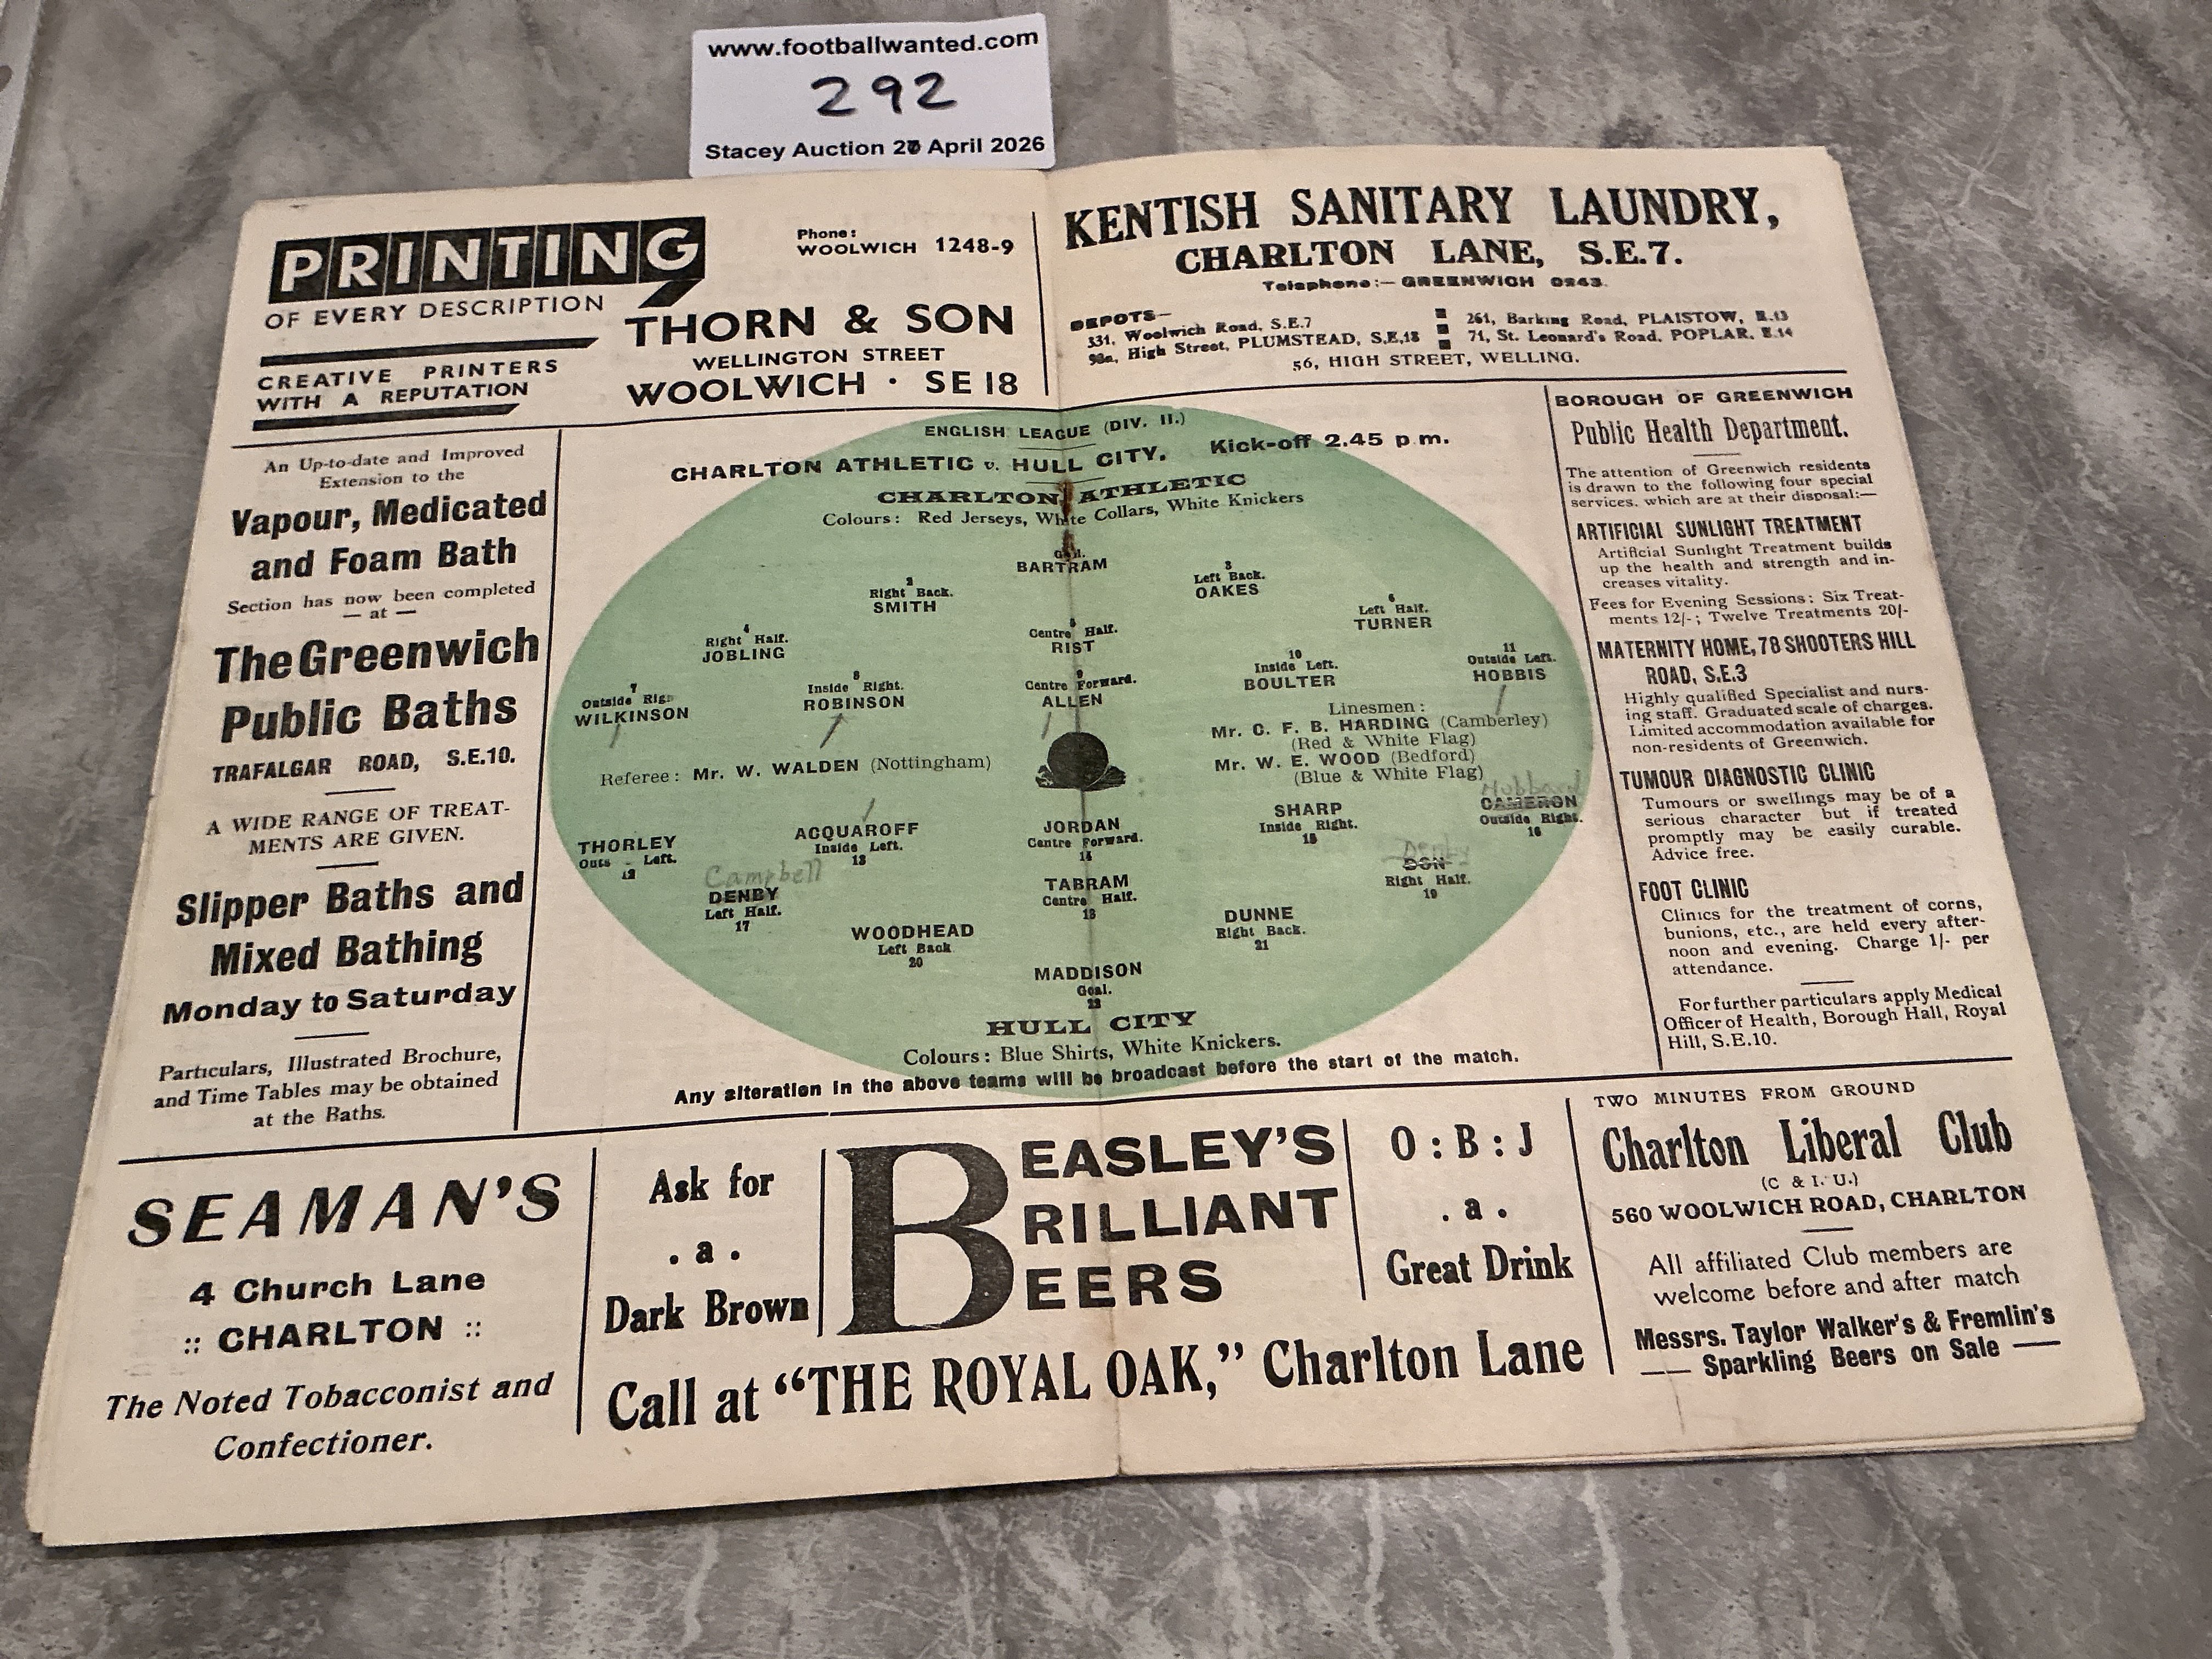 www.footballwanted.com
292
Stacey Auction 27 April 2026
PRINTING
OF EVERY DESCRIPTION
CREATIVE PRINTERS
WITH A REPUTATION
Phone:
WOOLWICH 1248-9
THORN & SON
WELLINGTON STREET
WOOLWICH · SE 18
KENTISH SANITARY LAUNDRY,
CHARLTON LANE, S.E.7.
Telephone:— GREENWICH 0243.
DEPOTS—
331, Woolwich Road, S.E.7
98a, High Street, PLUMSTEAD, S.E.18
261, Barking Road, PLAISTOW, E.13
71, St. Leonard's Road, POPLAR, E.14
56, HIGH STREET, WELLING.
An Up-to-date and Improved
Extension to the
Vapour, Medicated
and Foam Bath
Section has now been completed
— at —
The Greenwich
Public Baths
TRAFALGAR ROAD, S.E.10.
A WIDE RANGE OF TREAT-
MENTS ARE GIVEN.
Slipper Baths and
Mixed Bathing
Monday to Saturday
Particulars, Illustrated Brochure,
and Time Tables may be obtained
at the Baths.
ENGLISH LEAGUE (DIV. II.)
CHARLTON ATHLETIC v. HULL CITY. Kick-off 2.45 p.m.
CHARLTON ATHLETIC
Colours: Red Jerseys, White Collars, White Knickers
BARTRAM
2
Right Back.
SMITH
3
Left Back.
OAKES
4
Right Half.
JOBLING
5
Centre Half.
RIST
6
Left Half.
TURNER
7
Outside Rig
WILKINSON
8
Inside Right.
ROBINSON
9
Centre Forward.
ALLEN
10
Inside Left.
BOULTER
11
Outside Left.
HOBBIS
Referee: Mr. W. WALDEN (Nottingham)
Linesmen:
Mr. C. F. B. HARDING (Camberley)
(Red & White Flag)
Mr. W. E. WOOD (Bedford)
(Blue & White Flag)
THORLEY
Outs Left.
12
ACQUAROFF
Inside Left.
13
JORDAN
Centre Forward.
14
SHARP
Inside Right.
15
Hubbard
CAMERON
Outside Right.
16
Campbell
DENBY
Left Half.
17
TABRAM
Centre Half.
18
Denby
DON
Right Half.
19
WOODHEAD
Left Back
20
DUNNE
Right Back.
21
MADDISON
Goal.
22
HULL CITY
Colours: Blue Shirts, White Knickers.
Any alteration in the above teams will be broadcast before the start of the match.
BOROUGH OF GREENWICH
Public Health Department.
The attention of Greenwich residents
is drawn to the following four special
services, which are at their disposal:—
ARTIFICIAL SUNLIGHT TREATMENT
Artificial Sunlight Treatment builds
up the health and strength and in-
creases vitality.
Fees for Evening Sessions: Six Treat-
ments 12/-; Twelve Treatments 20/-
MATERNITY HOME, 78 SHOOTERS HILL
ROAD, S.E.3
Highly qualified Specialist and nurs-
ing staff. Graduated scale of charges.
Limited accommodation available for
non-residents of Greenwich.
TUMOUR DIAGNOSTIC CLINIC
Tumours or swellings may be of a
serious character but if treated
promptly may be easily curable.
Advice free.
FOOT CLINIC
Clinics for the treatment of corns,
bunions, etc., are held every after-
noon and evening. Charge 1/- per
attendance.
For further particulars apply Medical
Officer of Health, Borough Hall, Royal
Hill, S.E.10.
SEAMAN'S
4 Church Lane
:: CHARLTON ::
The Noted Tobacconist and
Confectioner.
Ask for
. a .
Dark Brown
BEASLEY'S
BRILLIANT
BEERS
O : B : J
. a .
Great Drink
Call at "THE ROYAL OAK," Charlton Lane
TWO MINUTES FROM GROUND
Charlton Liberal Club
(C & I. U.)
560 WOOLWICH ROAD, CHARLTON
All affiliated Club members are
welcome before and after match
Messrs. Taylor Walker's & Fremlin's
— Sparkling Beers on Sale —